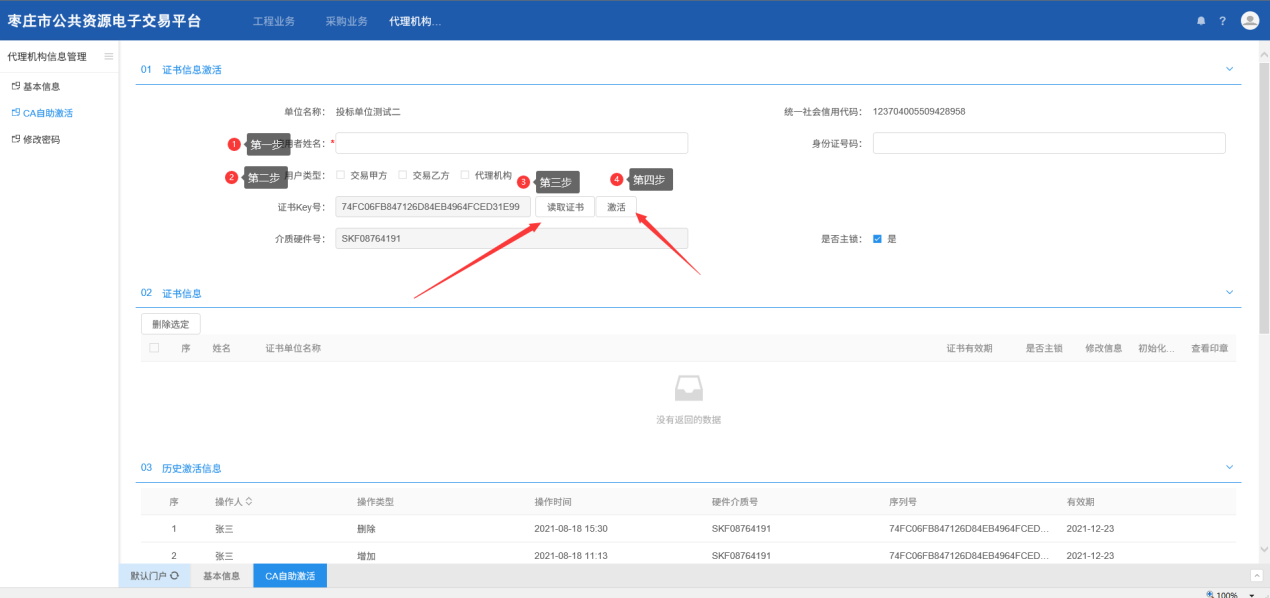 枣庄市公共资源电子交易平台 工程业务 采购业务 代理机构...
代理机构信息管理
基本信息
CA自助激活
修改密码
01 证书信息激活
单位名称： 投标单位测试二 统一社会信用代码： 123704005509428958
1 第一步 用者姓名： * 身份证号码：
2 第二步 用户类型： 交易甲方 交易乙方 代理机构 3 第三步 4 第四步
证书Key号： 74FC06FB847126D84EB4964FCED31E99 读取证书 激活
介质硬件号： SKF08764191 是否主锁： 是
02 证书信息
删除选定
序 姓名 证书单位名称 证书有效期 是否主锁 修改信息 初始化... 查看印章
没有返回的数据
03 历史激活信息
序 操作人 操作类型 操作时间 硬件介质号 序列号 有效期
1 张三 删除 2021-08-18 15:30 SKF08764191 74FC06FB847126D84EB4964FCED... 2021-12-23
2 张三 增加 2021-08-18 11:13 SKF08764191 74FC06FB847126D84EB4964FCED... 2021-12-23
默认门户 基本信息 CA自助激活
100%